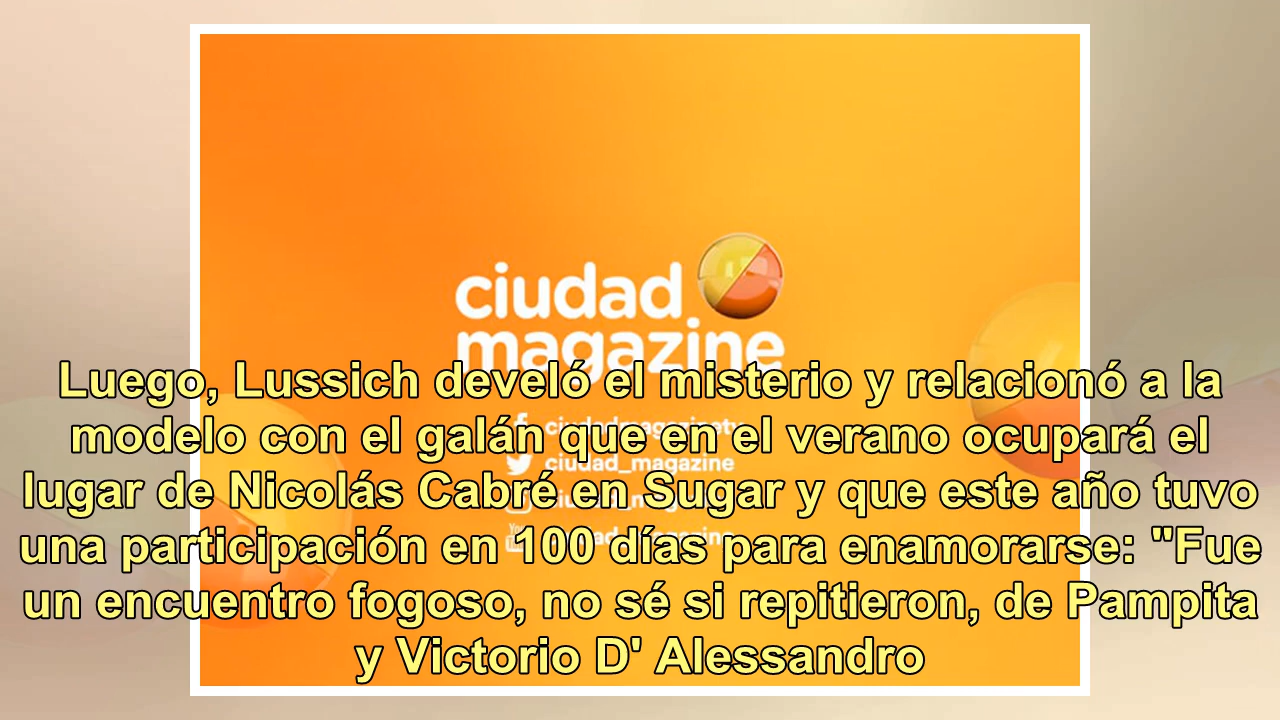 ciudad
magazine
Luego, Lussich develó el misterio y relacionó a la
ciudadmagazinetv
modelo con el galán que en el verano ocupará el
ciudad_magazine
lugar de Nicolás Cabré en Sugar y que este año tuvo
una participación en 100 días para enamorarse: "Fue
un encuentro fogoso, no sé si repitieron, de Pampita
y Victorio D' Alessandro